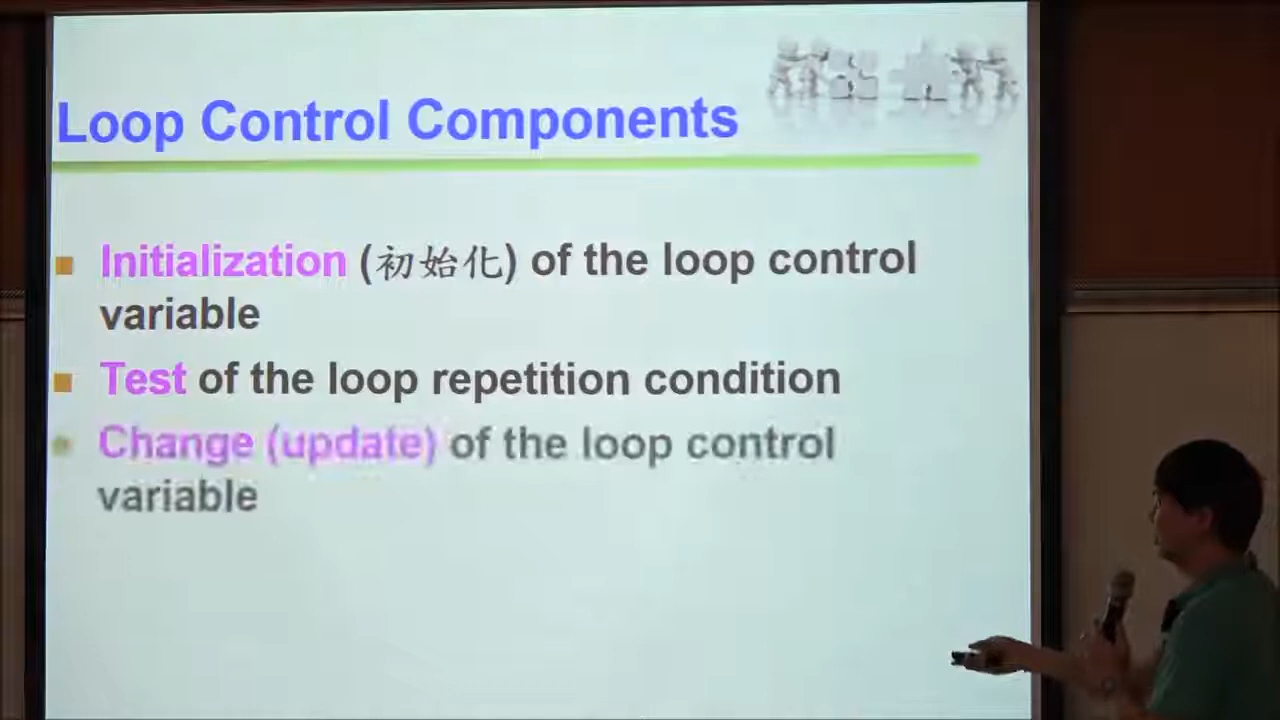 Loop Control Components
Initialization (初始化) of the loop control
variable
Test of the loop repetition condition
Change (update) of the loop control
variable